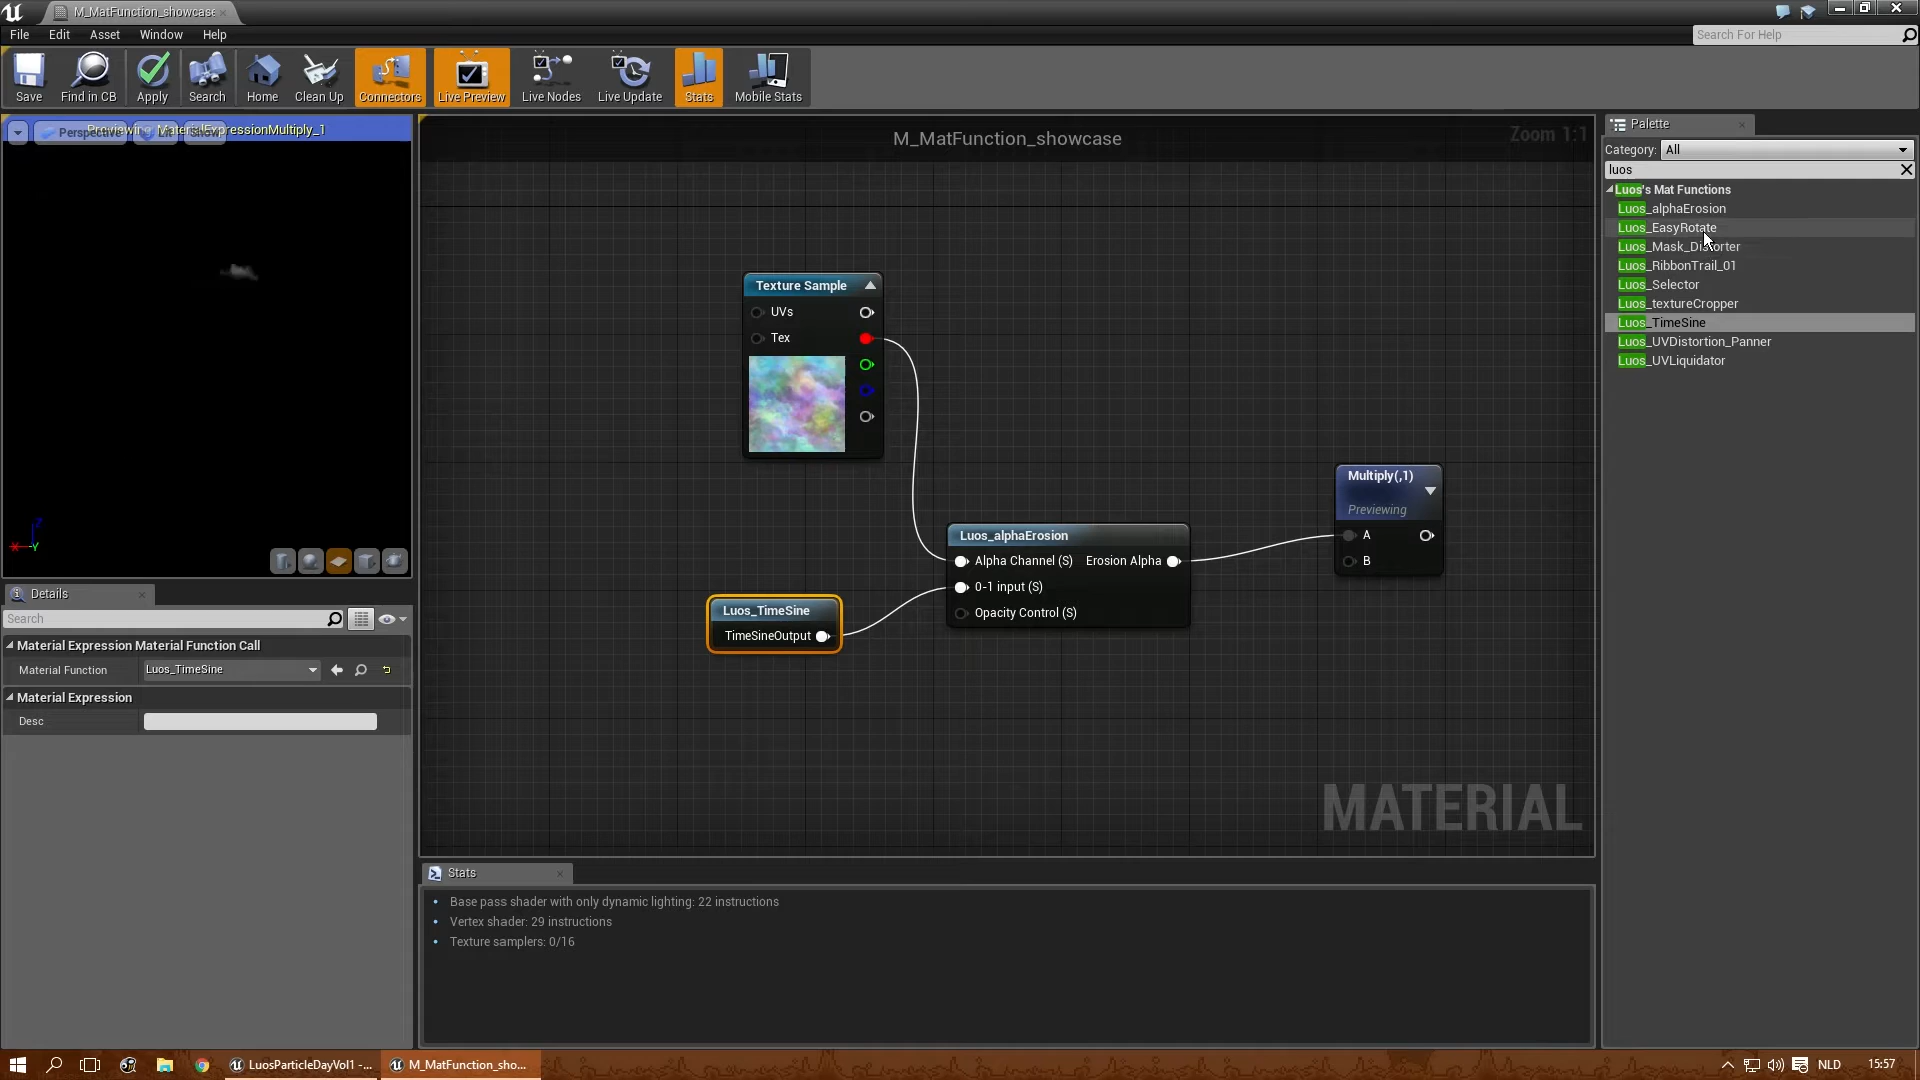 M_MatFunction_showcase
File Edit Asset Window Help
Search For Help
Save Find in CB Apply Search Home Clean Up Connectors Live Preview Live Nodes Live Update Stats Mobile Stats
Perspective Lit Show
Previewing: MaterialExpressionMultiply_1
M_MatFunction_showcase
Zoom 1:1
Texture Sample
UVs
Tex
Luos_alphaErosion
Alpha Channel (S) Erosion Alpha
0-1 input (S)
Opacity Control (S)
Luos_TimeSine
TimeSineOutput
Multiply(,1)
Previewing
A
B
MATERIAL
Palette
Category: All
luos
Luos's Mat Functions
Luos_alphaErosion
Luos_EasyRotate
Luos_Mask_Distorter
Luos_RibbonTrail_01
Luos_Selector
Luos_textureCropper
Luos_TimeSine
Luos_UVDistortion_Panner
Luos_UVLiquidator
Z
X
Y
Details
Search
Material Expression Material Function Call
Material Function Luos_TimeSine
Material Expression
Desc
Stats
Base pass shader with only dynamic lighting: 22 instructions
Vertex shader: 29 instructions
Texture samplers: 0/16
LuosParticleDayVol1 -...
M_MatFunction_sho...
NLD
15:57